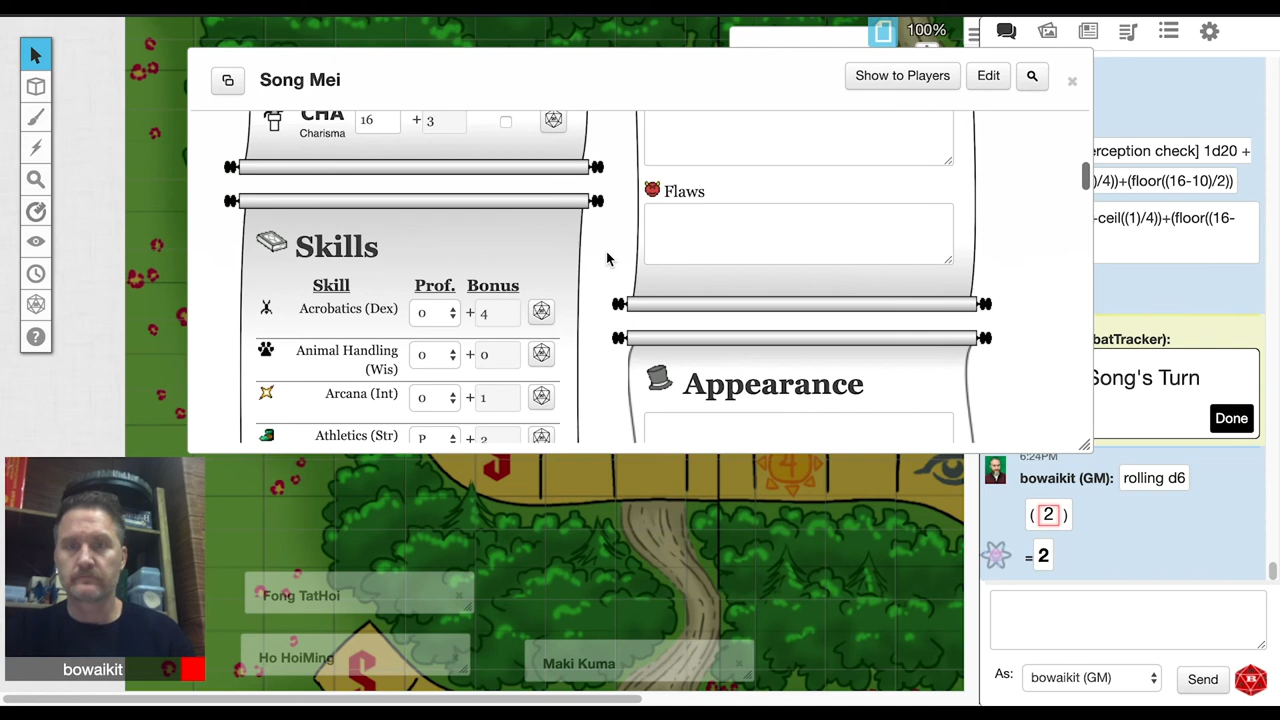 100%
Song Mei
Show to Players
Edit
CHA
Charisma
16
+ 3
Flaws
Skills
Skill Prof. Bonus
Acrobatics (Dex) 0 + 4
Animal Handling (Wis) 0 + 0
Arcana (Int) 0 + 1
Athletics (Str) P + 2
Appearance
erception check] 1d20 +
)/4))+(floor((16-10)/2))
-ceil((1)/4))+(floor((16-
batTracker):
Song's Turn
Done
6:24PM
bowaikit (GM): rolling d6
(2)
=2
As: bowaikit (GM)
Send
bowaikit
Fong TatHoi
Ho HoiMing
Maki Kuma
4